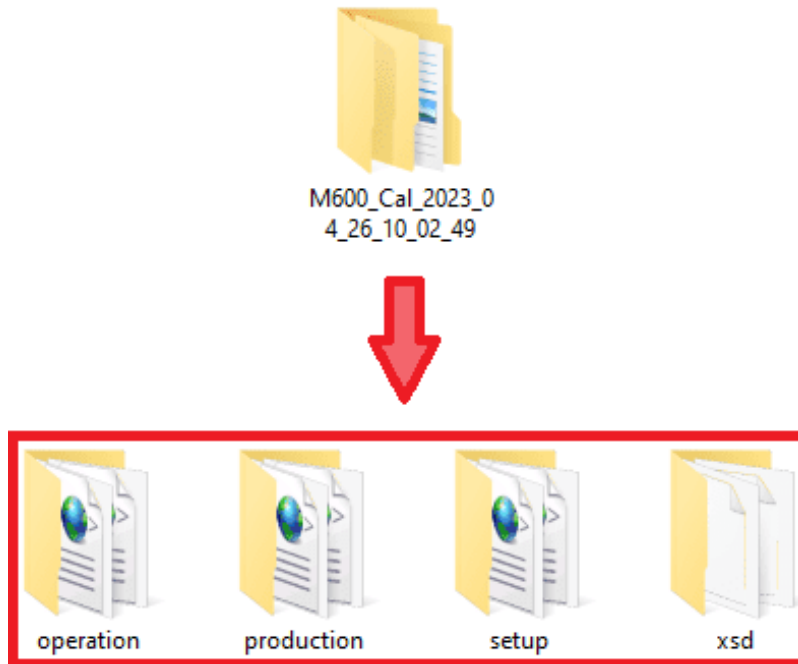 M600_Cal_2023_0
4_26_10_02_49
operation
production
setup
xsd